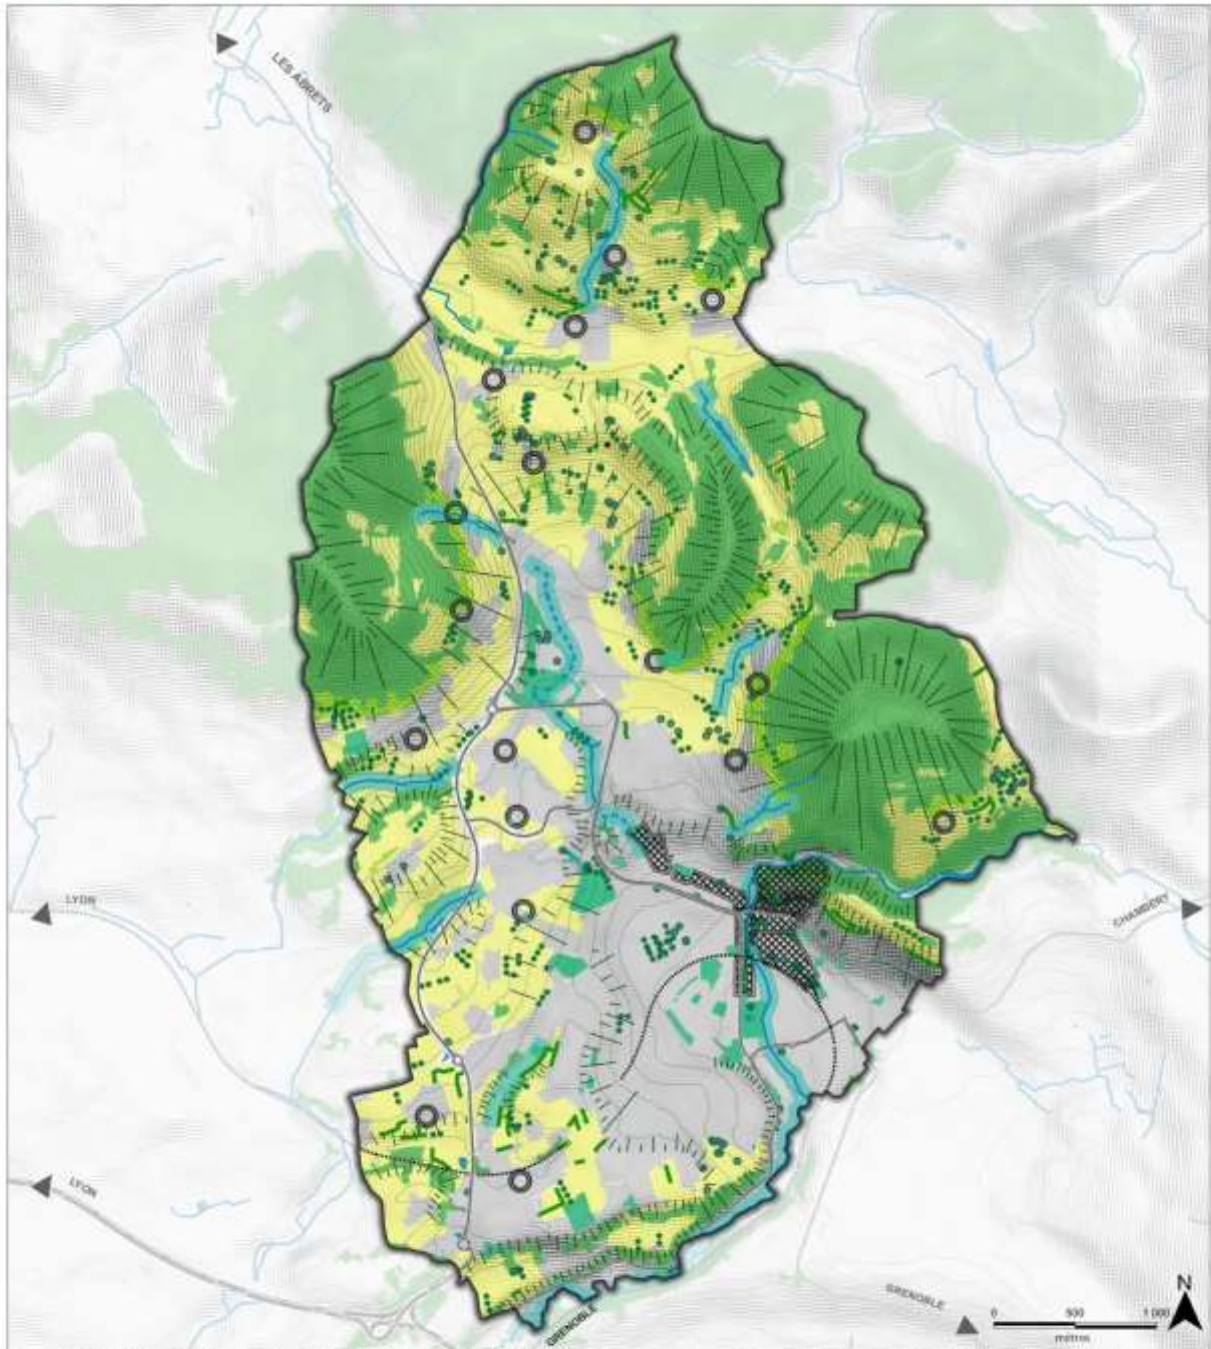 LES ABRETS
LYON
CHAMBERY
LYON
GRENOBLE
GRENOBLE
N
0 500 1 000
mètres